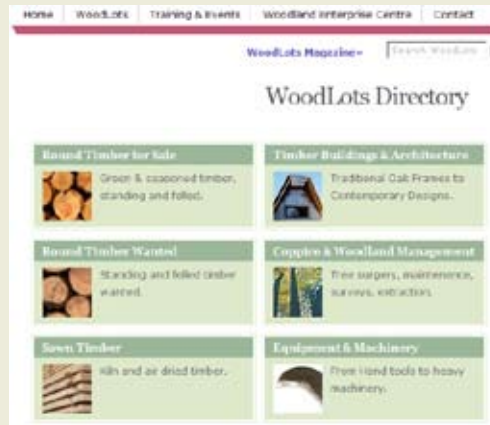 Home WoodLots Training & Events Woodland Enterprise Centre Contact
WoodLots Magazine» Search WoodLots
WoodLots Directory
Round Timber for Sale
Green & seasoned timber,
standing and felled.
Timber Buildings & Architecture
Traditional Oak Frames to
Contemporary Designs.
Round Timber Wanted
Standing and felled timber
wanted.
Coppice & Woodland Management
Tree surgery, maintenance,
surveys, extraction.
Sawn Timber
Kiln and air dried timber.
Equipment & Machinery
From Hand tools to heavy
machinery.